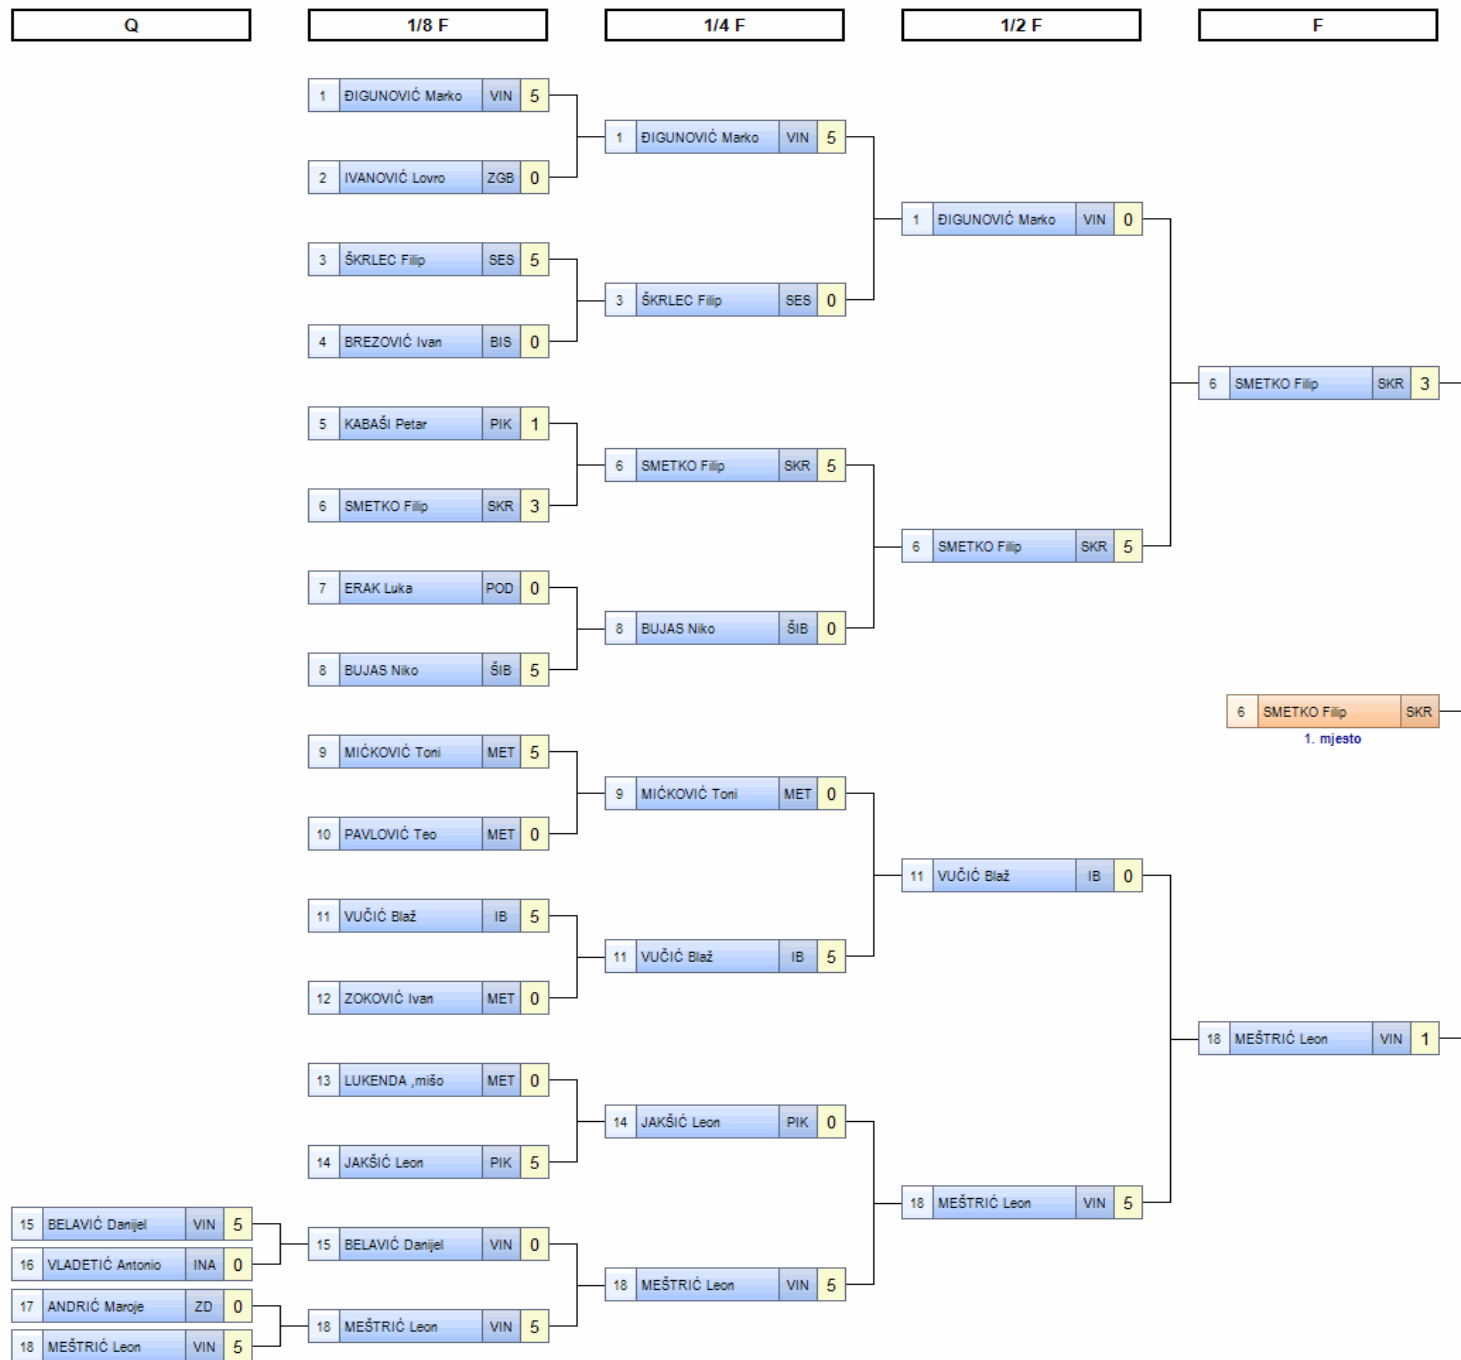 Q
1/8 F
1/4 F
1/2 F
F
1 ĐIGUNOVIĆ Marko VIN 5
1 ĐIGUNOVIĆ Marko VIN 5
2 IVANOVIĆ Lovro ZGB 0
1 ĐIGUNOVIĆ Marko VIN 0
3 ŠKRLEC Filip SES 5
3 ŠKRLEC Filip SES 0
4 BREZOVIĆ Ivan BIS 0
6 SMETKO Filip SKR 3
5 KABAŠI Petar PIK 1
6 SMETKO Filip SKR 5
6 SMETKO Filip SKR 3
6 SMETKO Filip SKR 5
7 ERAK Luka POD 0
8 BUJAS Niko ŠIB 0
8 BUJAS Niko ŠIB 5
6 SMETKO Filip SKR
1. mjesto
9 MIĆKOVIĆ Toni MET 5
9 MIĆKOVIĆ Toni MET 0
10 PAVLOVIĆ Teo MET 0
11 VUČIĆ Blaž IB 0
11 VUČIĆ Blaž IB 5
11 VUČIĆ Blaž IB 5
12 ZOKOVIĆ Ivan MET 0
18 MEŠTRIĆ Leon VIN 1
13 LUKENDA ,mišo MET 0
14 JAKŠIĆ Leon PIK 0
14 JAKŠIĆ Leon PIK 5
18 MEŠTRIĆ Leon VIN 5
15 BELAVIĆ Danijel VIN 5
15 BELAVIĆ Danijel VIN 0
16 VLADETIĆ Antonio INA 0
18 MEŠTRIĆ Leon VIN 5
17 ANDRIĆ Maroje ZD 0
18 MEŠTRIĆ Leon VIN 5
18 MEŠTRIĆ Leon VIN 5